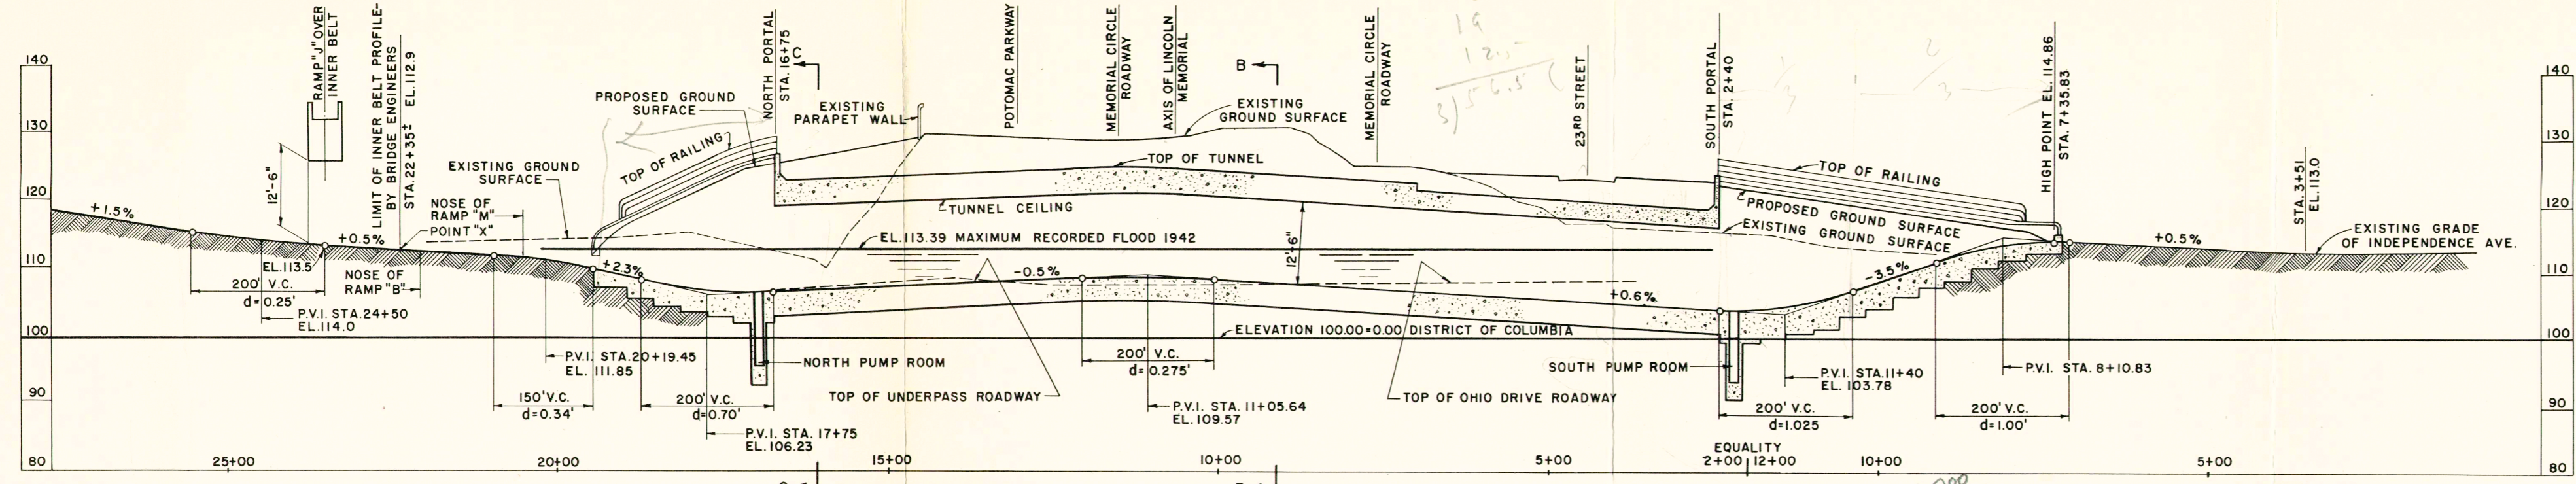 RAMP "J" OVER
INNER BELT
LIMIT OF INNER BELT PROFILE-
BY BRIDGE ENGINEERS
STA. 22+35± EL. 112.9
NORTH PORTAL
STA. 16+75
C
POTOMAC PARKWAY
MEMORIAL CIRCLE
ROADWAY
AXIS OF LINCOLN
MEMORIAL
B
MEMORIAL CIRCLE
ROADWAY
23RD STREET
SOUTH PORTAL
STA. 2+40
HIGH POINT EL. 114.86
STA. 7+35.83
STA. 3+51
EL. 113.0
140
130
120
110
100
90
80
140
130
120
110
100
90
80
12'-6"
PROPOSED GROUND
SURFACE
EXISTING
PARAPET WALL
EXISTING
GROUND SURFACE
EXISTING GROUND
SURFACE
TOP OF RAILING
TOP OF TUNNEL
TOP OF RAILING
NOSE OF
RAMP "M"
POINT "X"
TUNNEL CEILING
PROPOSED GROUND SURFACE
EXISTING GROUND SURFACE
+1.5%
+0.5%
EL. 113.39 MAXIMUM RECORDED FLOOD 1942
+0.5%
EXISTING GRADE
OF INDEPENDENCE AVE.
EL. 113.5
NOSE OF
RAMP "B"
+2.3%
-0.5%
12'-6"
+0.6%
-3.5%
200' V.C.
d=0.25'
P.V.I. STA. 24+50
EL. 114.0
ELEVATION 100.00=0.00 DISTRICT OF COLUMBIA
P.V.I. STA. 20+19.45
EL. 111.85
NORTH PUMP ROOM
200' V.C.
d=0.275'
SOUTH PUMP ROOM
P.V.I. STA. 11+40
EL. 103.78
P.V.I. STA. 8+10.83
150' V.C.
d=0.34'
200' V.C.
d=0.70'
TOP OF UNDERPASS ROADWAY
P.V.I. STA. 11+05.64
EL. 109.57
TOP OF OHIO DRIVE ROADWAY
200' V.C.
d=1.025
200' V.C.
d=1.00'
P.V.I. STA. 17+75
EL. 106.23
EQUALITY
25+00
20+00
15+00
10+00
5+00
2+00 12+00
10+00
5+00